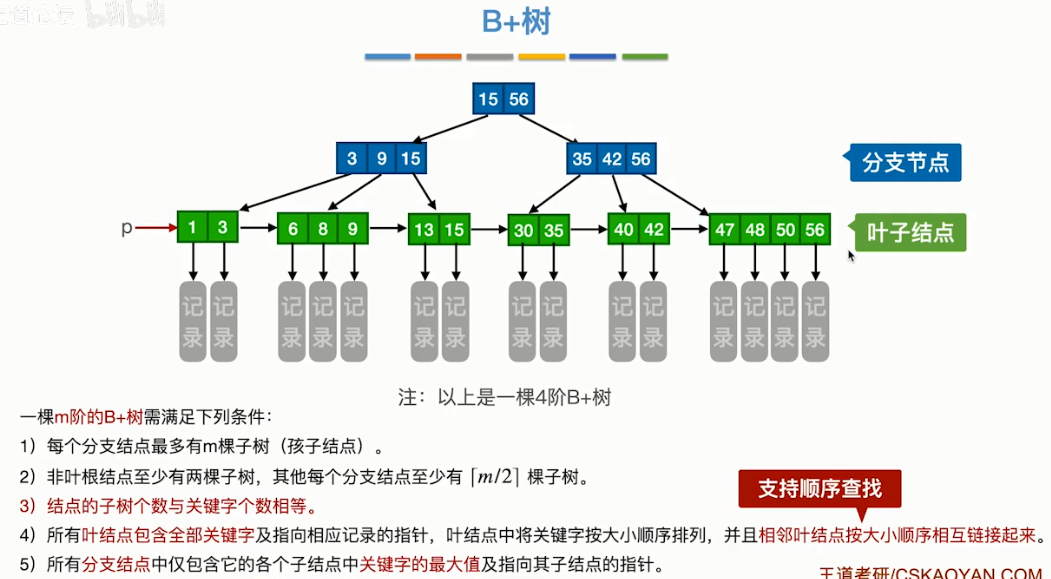 bilibili
B+树
15 56
3 9 15
35 42 56
分支节点
p
1 3
6 8 9
13 15
30 35
40 42
47 48 50 56
叶子结点
记录 记录 记录 记录 记录 记录 记录 记录 记录 记录 记录 记录 记录 记录 记录
注：以上是一棵4阶B+树
一棵m阶的B+树需满足下列条件：
1）每个分支结点最多有m棵子树（孩子结点）。
2）非叶根结点至少有两棵子树，其他每个分支结点至少有 ⌈m/2⌉ 棵子树。
3）结点的子树个数与关键字个数相等。
支持顺序查找
4）所有叶结点包含全部关键字及指向相应记录的指针，叶结点中将关键字按大小顺序排列，并且相邻叶结点按大小顺序相互链接起来。
5）所有分支结点中仅包含它的各个子结点中关键字的最大值及指向其子结点的指针。
王道考研/CSKAOYAN.COM